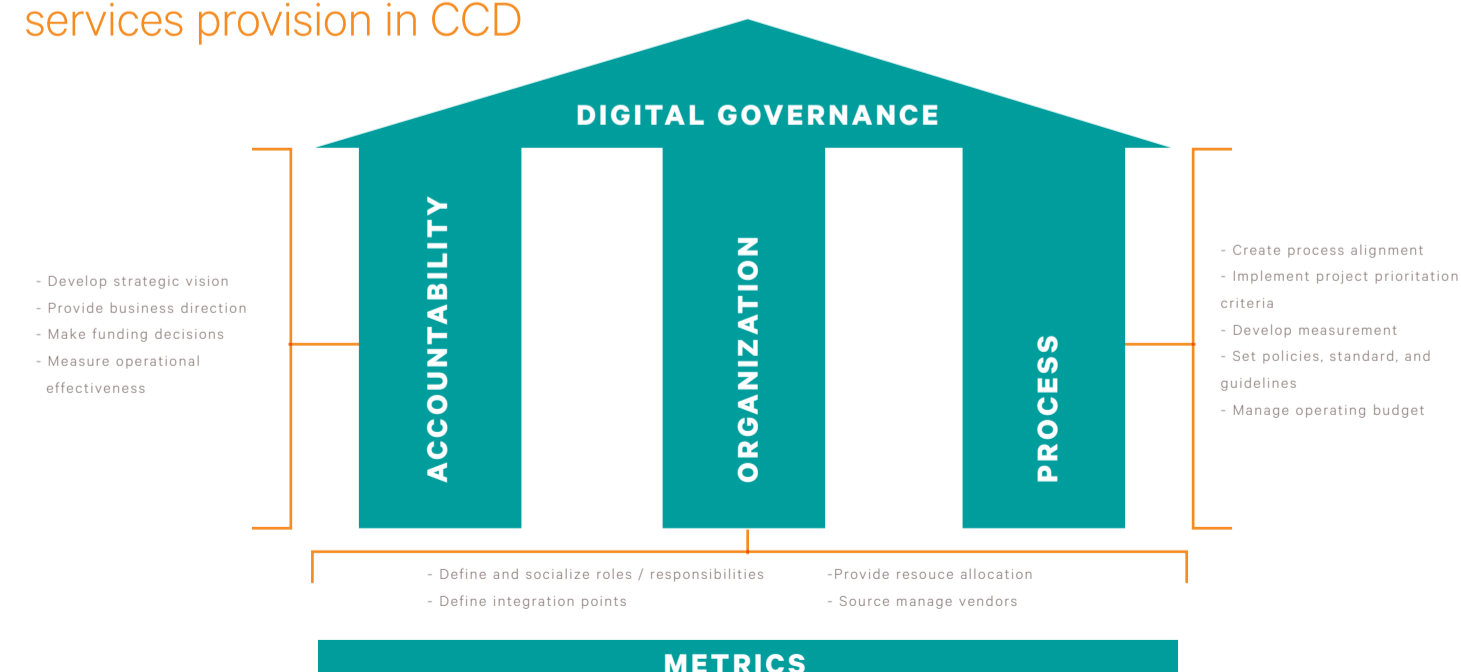 services provision in CCD
DIGITAL GOVERNANCE
ACCOUNTABILITY
ORGANIZATION
PROCESS
- Develop strategic vision
- Provide business direction
- Make funding decisions
- Measure operational
effectiveness
- Create process alignment
- Implement project prioritation
criteria
- Develop measurement
- Set policies, standard, and
guidelines
- Manage operating budget
- Define and socialize roles / responsibilities
- Define integration points
-Provide resouce allocation
- Source manage vendors
METRICS